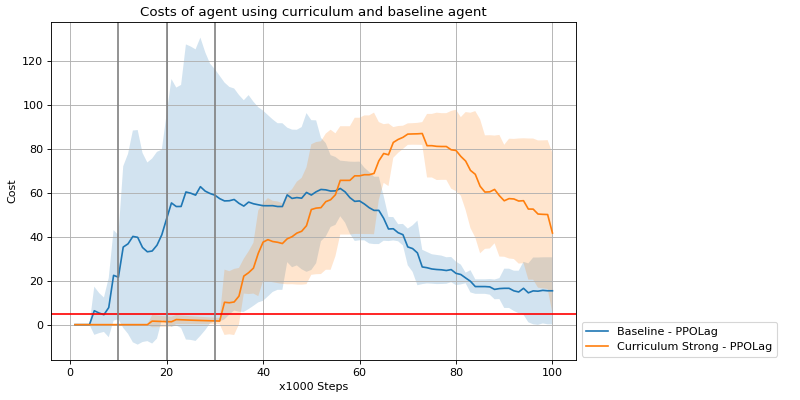 Costs of agent using curriculum and baseline agent
Cost
120
100
80
60
40
20
0
0 20 40 60 80 100
x1000 Steps
Baseline - PPOLag
Curriculum Strong - PPOLag